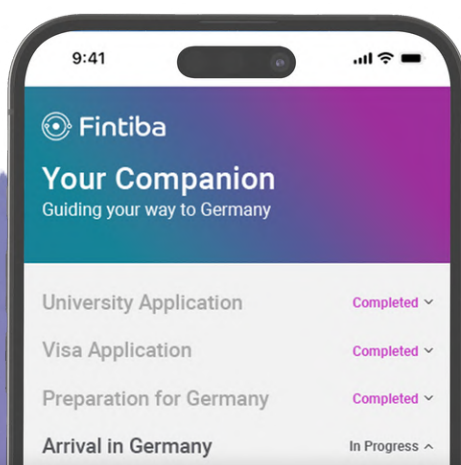 9:41
Fintiba
Your Companion
Guiding your way to Germany
University Application Completed
Visa Application Completed
Preparation for Germany Completed
Arrival in Germany In Progress